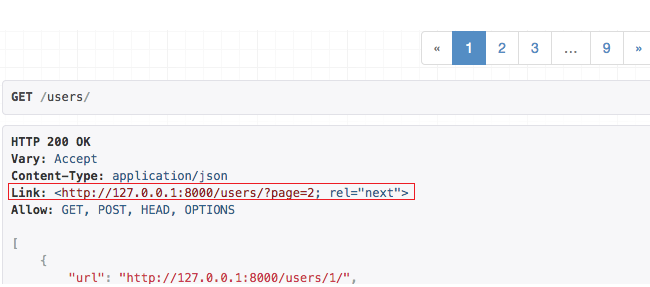 « 1 2 3 ... 9 »
GET /users/
HTTP 200 OK
Vary: Accept
Content-Type: application/json
Link: <http://127.0.0.1:8000/users/?page=2; rel="next">
Allow: GET, POST, HEAD, OPTIONS
[
{
"url": "http://127.0.0.1:8000/users/1/",